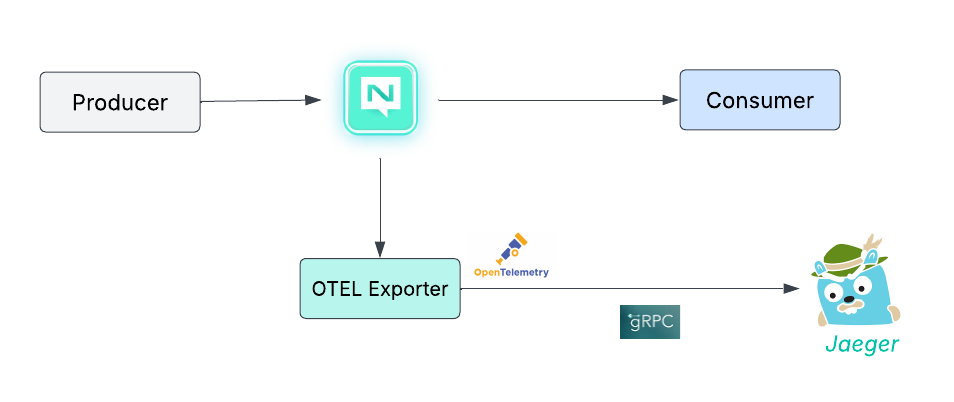 Producer
N
Consumer
OpenTelemetry
OTEL Exporter
gRPC
Jaeger